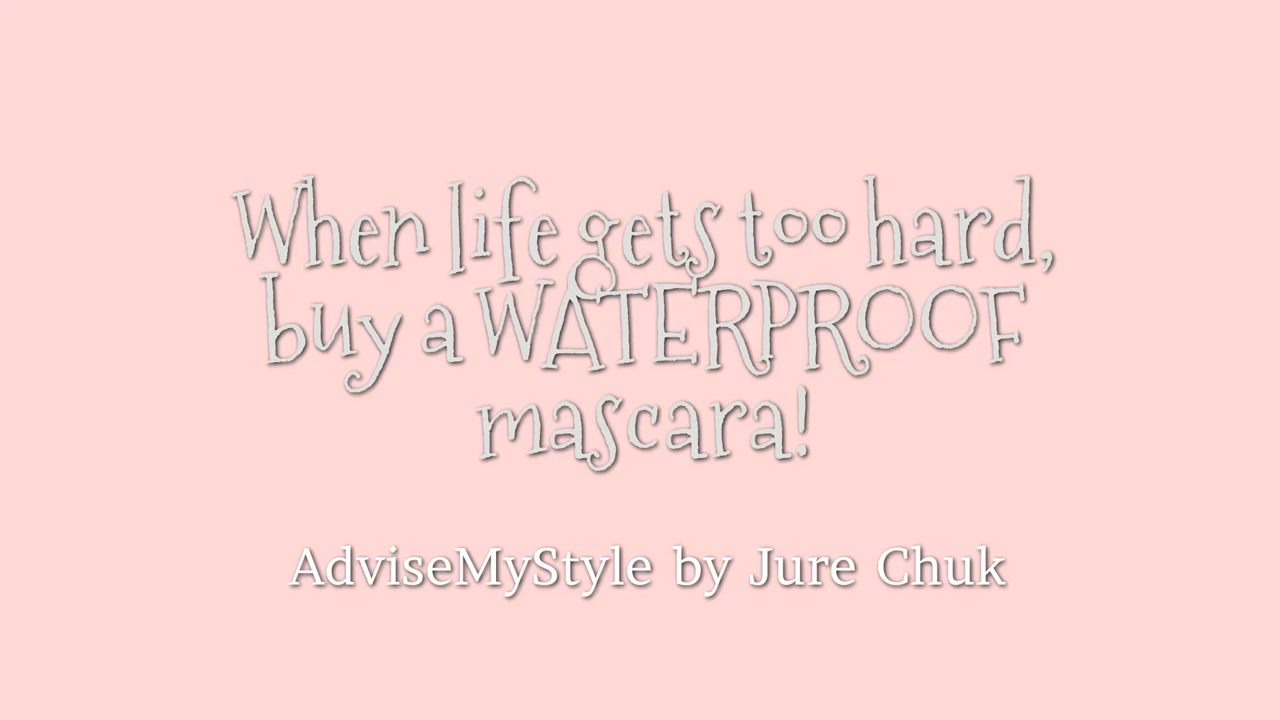 When life gets too hard,
buy a WATERPROOF
mascara!
AdviseMyStyle by Jure Chuk